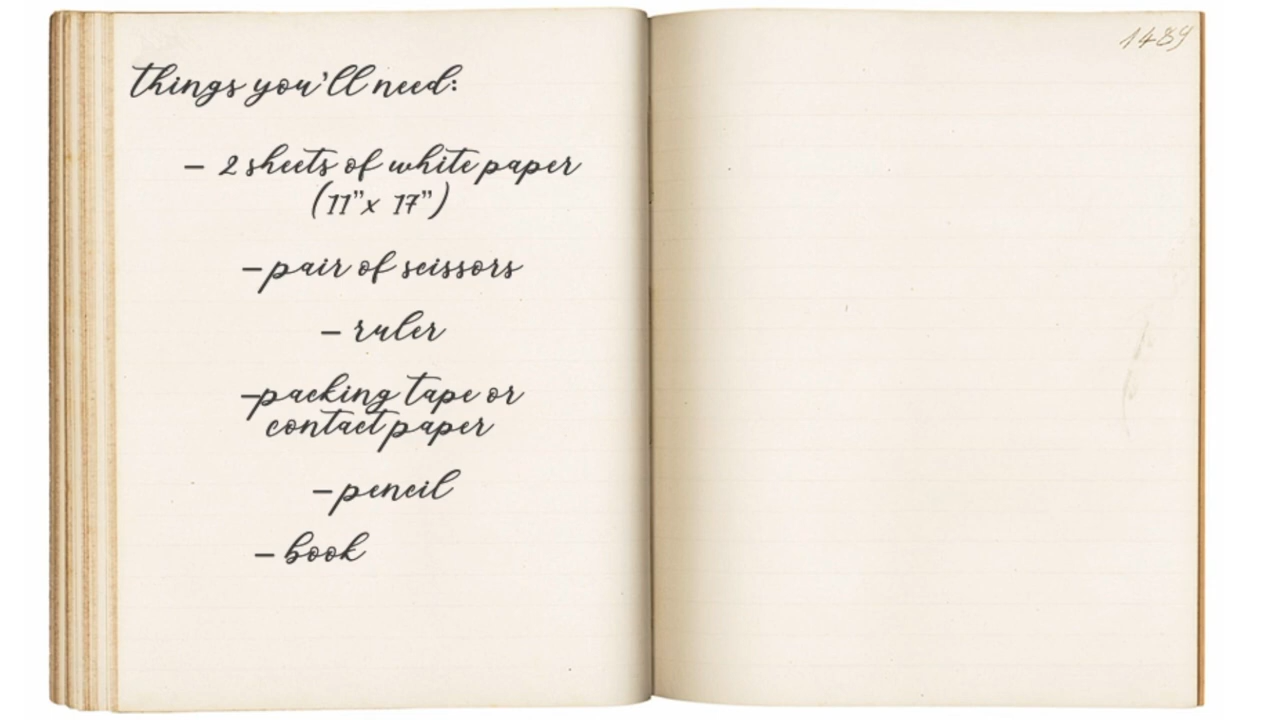 things you'll need:
- 2 sheets of white paper
(11"x 17")
- pair of scissors
- ruler
-packing tape or
contact paper
- pencil
- book
1489